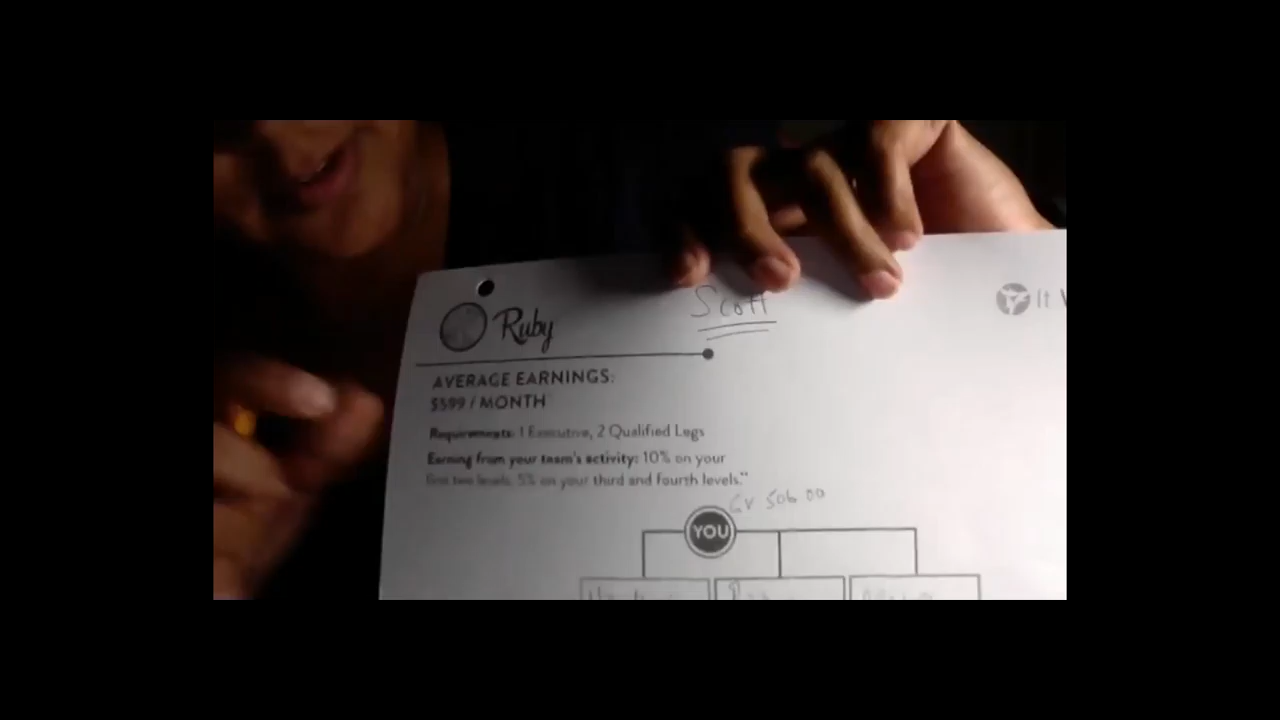 Ruby
Scott
It
AVERAGE EARNINGS:
$599 / MONTH
Requirements: 1 Executive, 2 Qualified Legs
Earning from your team's activity: 10% on your
first two levels, 5% on your third and fourth levels."
GV 506 00
YOU